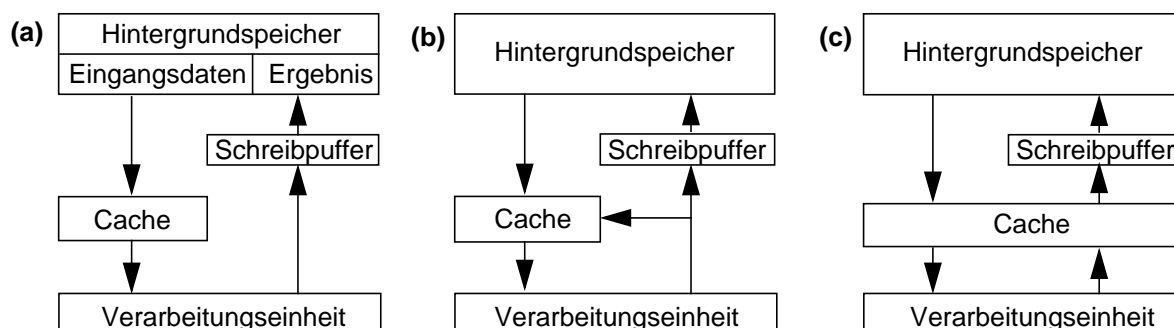 (a)
Hintergrundspeicher
Eingangsdaten
Ergebnis
Schreibpuffer
Cache
Verarbeitungseinheit
(b)
Hintergrundspeicher
Schreibpuffer
Cache
Verarbeitungseinheit
(c)
Hintergrundspeicher
Schreibpuffer
Cache
Verarbeitungseinheit